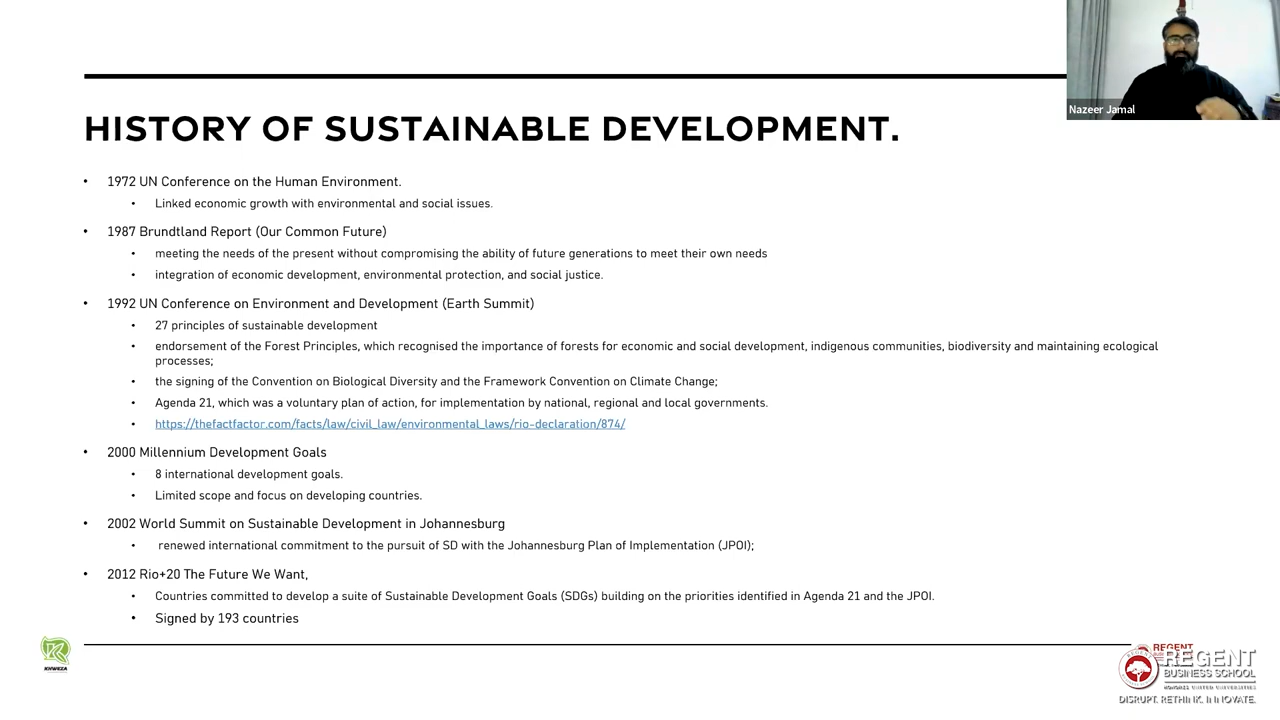 Nazeer Jamal
HISTORY OF SUSTAINABLE DEVELOPMENT.
• 1972 UN Conference on the Human Environment.
• Linked economic growth with environmental and social issues.
• 1987 Brundtland Report (Our Common Future)
• meeting the needs of the present without compromising the ability of future generations to meet their own needs
• integration of economic development, environmental protection, and social justice.
• 1992 UN Conference on Environment and Development (Earth Summit)
• 27 principles of sustainable development
• endorsement of the Forest Principles, which recognised the importance of forests for economic and social development, indigenous communities, biodiversity and maintaining ecological
processes;
• the signing of the Convention on Biological Diversity and the Framework Convention on Climate Change;
• Agenda 21, which was a voluntary plan of action, for implementation by national, regional and local governments.
• https://thefactfactor.com/facts/law/civil_law/environmental_laws/rio-declaration/874/
• 2000 Millennium Development Goals
• 8 international development goals.
• Limited scope and focus on developing countries.
• 2002 World Summit on Sustainable Development in Johannesburg
• renewed international commitment to the pursuit of SD with the Johannesburg Plan of Implementation (JPOI);
• 2012 Rio+20 The Future We Want,
• Countries committed to develop a suite of Sustainable Development Goals (SDGs) building on the priorities identified in Agenda 21 and the JPOI.
• Signed by 193 countries
KHWEZA
REGENT
REGENT
BUSINESS SCHOOL
DISRUPT. RETHINK. INNOVATE.